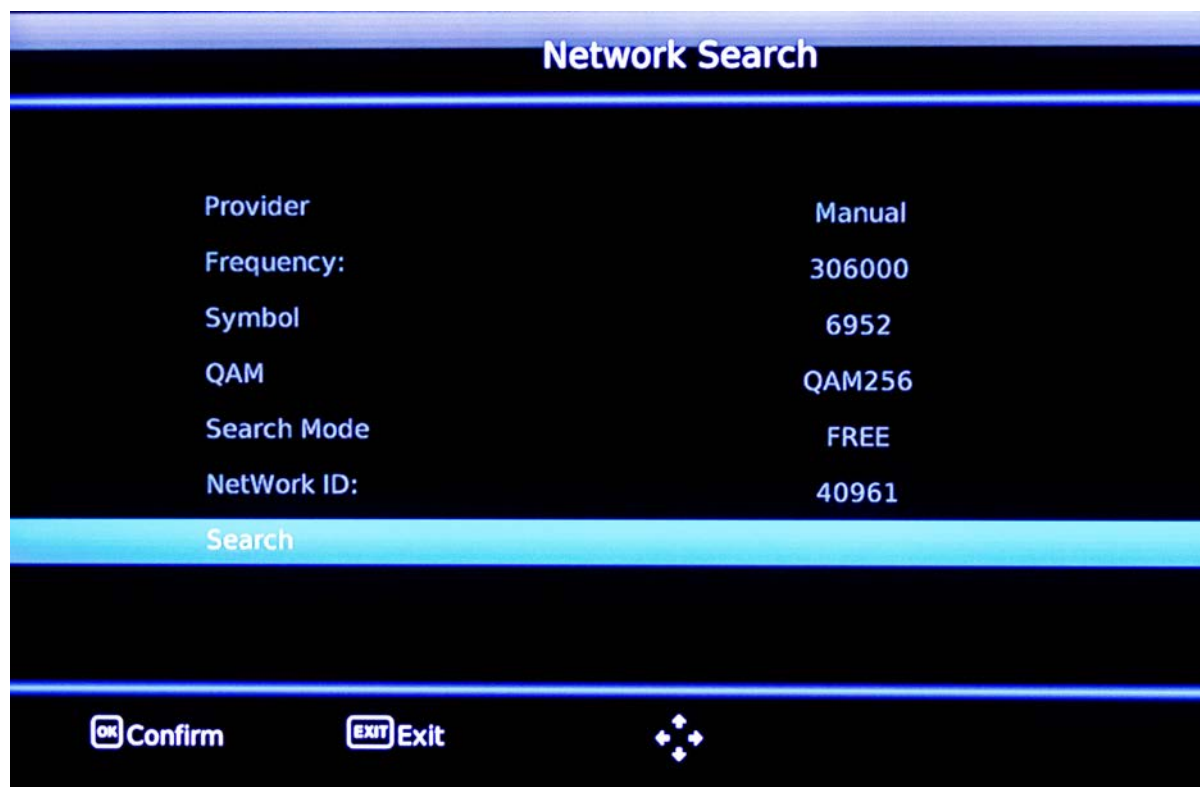 Network Search
Provider Manual
Frequency: 306000
Symbol 6952
QAM QAM256
Search Mode FREE
NetWork ID: 40961
Search
OK Confirm EXIT Exit